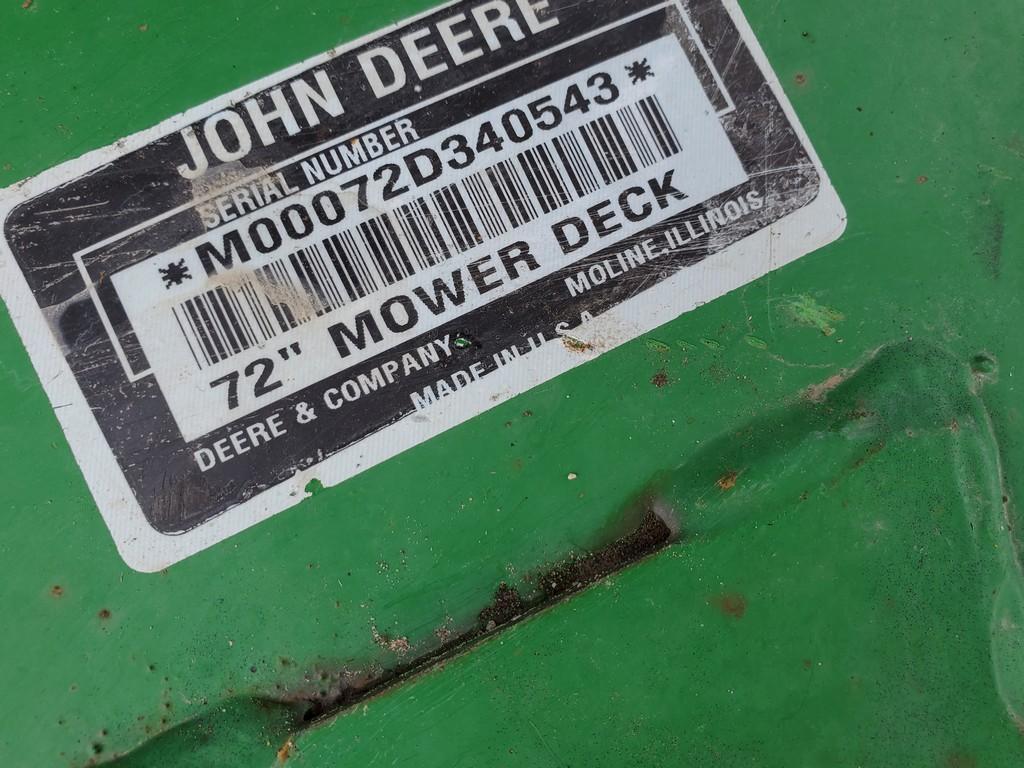 JOHN DEERE
SERIAL NUMBER
*M00072D340543*
72" MOWER DECK
DEERE & COMPANY MOLINE, ILLINOIS
MADE IN U.S.A.